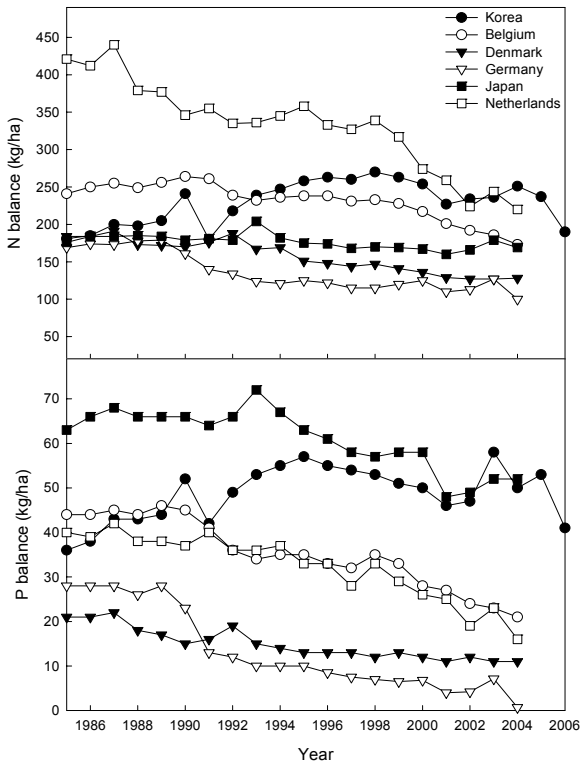 Korea
Belgium
Denmark
Germany
Japan
Netherlands
450
400
350
300
250
200
150
100
50
N balance (kg/ha)
70
60
50
40
30
20
10
0
P balance (kg/ha)
1986 1988 1990 1992 1994 1996 1998 2000 2002 2004 2006
Year